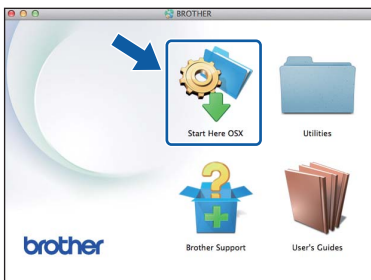 BROTHER
Start Here OSX
Utilities
Brother Support
User's Guides
brother